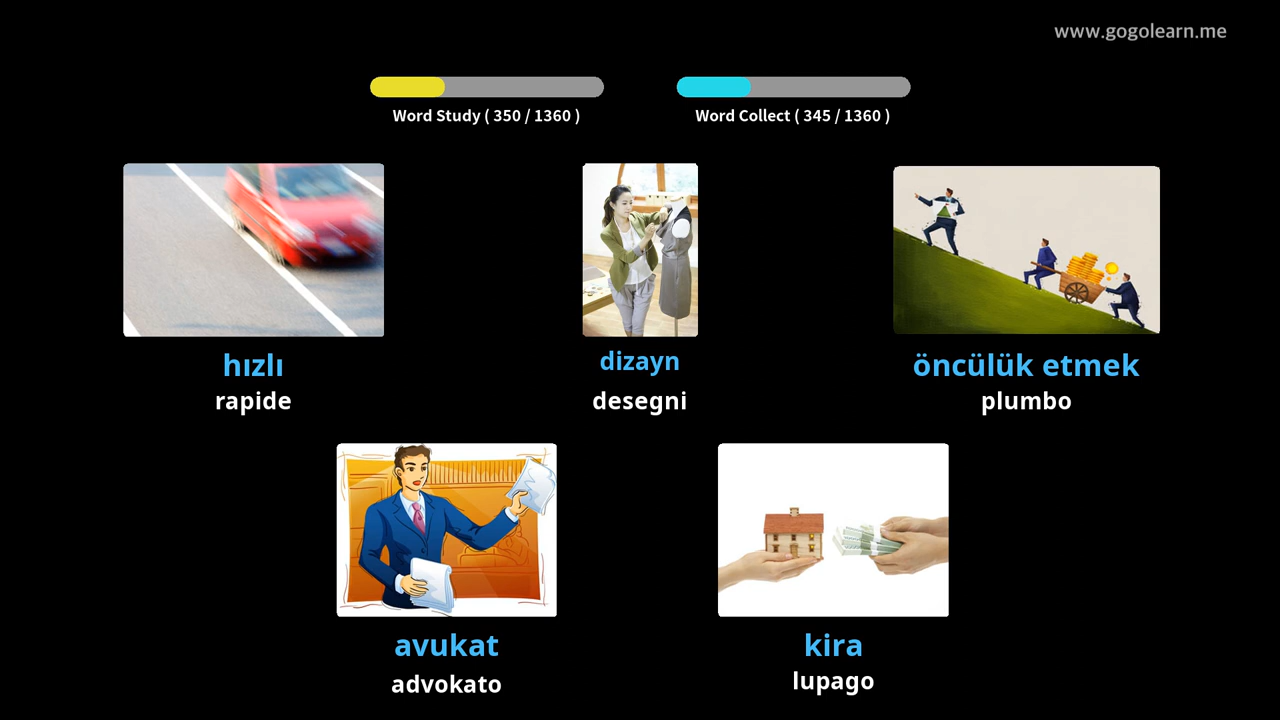 www.gogolearn.me
Word Study ( 350 / 1360 )
Word Collect ( 345 / 1360 )
hızlı
rapide
dizayn
desegni
öncülük etmek
plumbo
avukat
advokato
kira
lupago